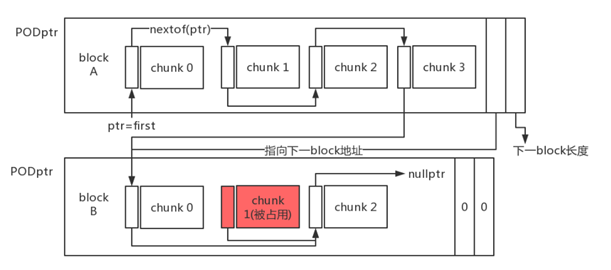 PODptr
nextof(ptr)
block
A
chunk 0
chunk 1
chunk 2
chunk 3
ptr=first
指向下一block地址
下一block长度
PODptr
nullptr
block
B
chunk 0
chunk
1(被占用)
chunk 2
0
0